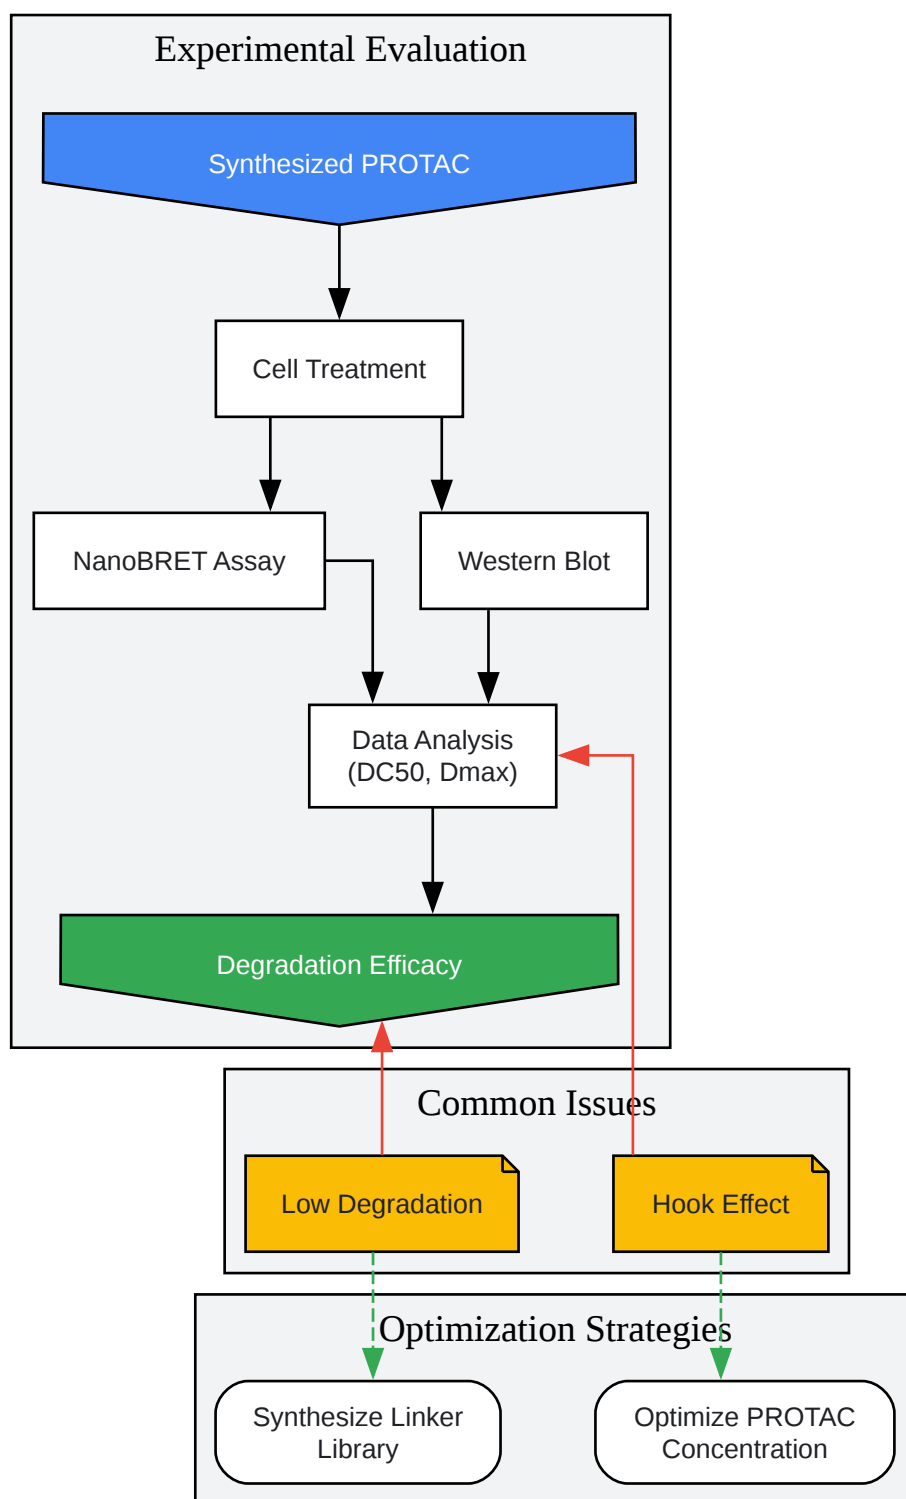 Experimental Evaluation
Synthesized PROTAC
Cell Treatment
NanoBRET Assay
Western Blot
Data Analysis
(DC50, Dmax)
Degradation Efficacy
Common Issues
Low Degradation
Hook Effect
Optimization Strategies
Synthesize Linker
Library
Optimize PROTAC
Concentration